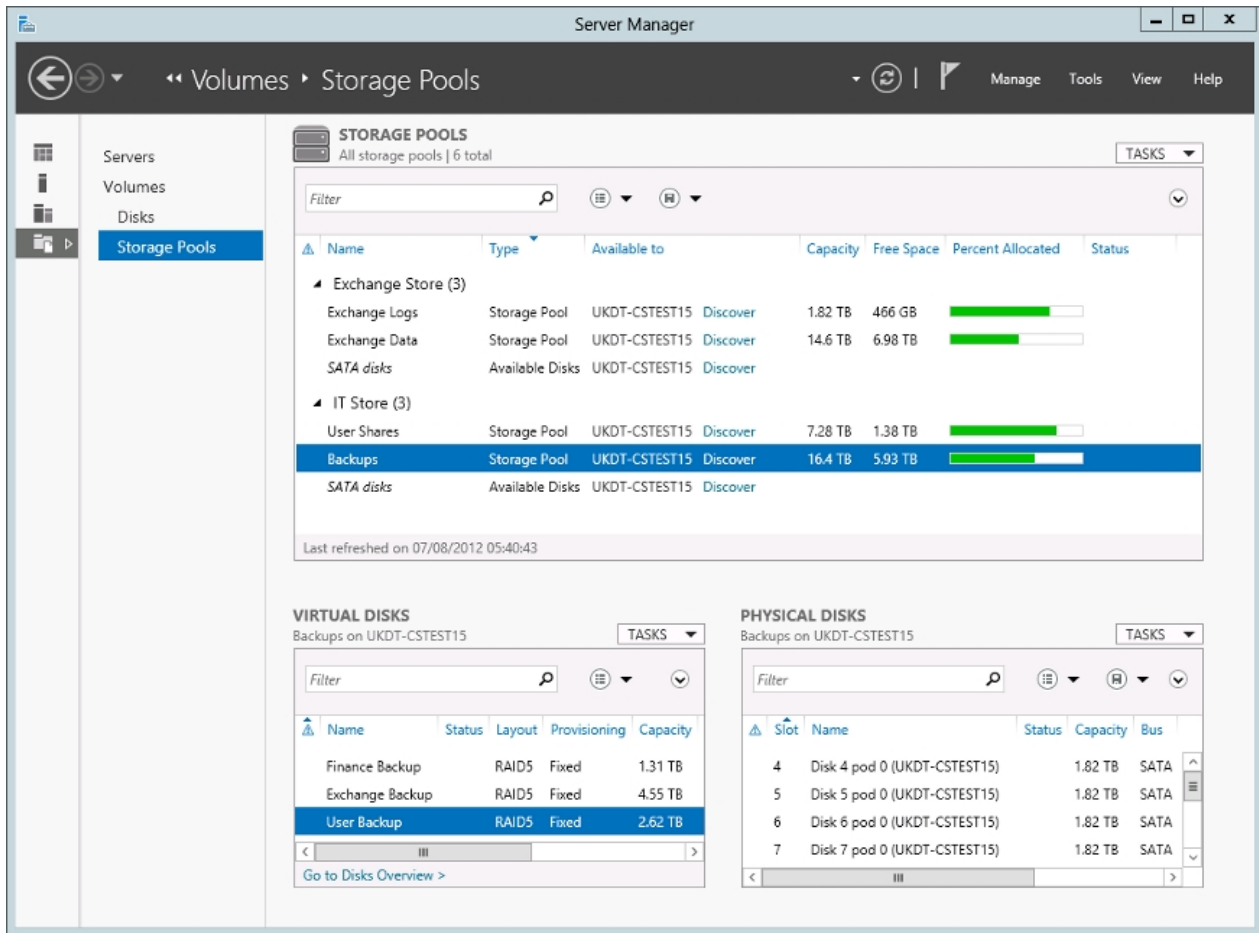 Server Manager
Volumes Storage Pools
Manage Tools View Help
Servers
Volumes
Disks
Storage Pools
STORAGE POOLS
All storage pools | 6 total
TASKS
Filter
Name Type Available to Capacity Free Space Percent Allocated Status
Exchange Store (3)
Exchange Logs Storage Pool UKDT-CSTEST15 Discover 1.82 TB 466 GB
Exchange Data Storage Pool UKDT-CSTEST15 Discover 14.6 TB 6.98 TB
SATA disks Available Disks UKDT-CSTEST15 Discover
IT Store (3)
User Shares Storage Pool UKDT-CSTEST15 Discover 7.28 TB 1.38 TB
Backups Storage Pool UKDT-CSTEST15 Discover 16.4 TB 5.93 TB
SATA disks Available Disks UKDT-CSTEST15 Discover
Last refreshed on 07/08/2012 05:40:43
VIRTUAL DISKS
Backups on UKDT-CSTEST15
TASKS
Filter
Name Status Layout Provisioning Capacity
Finance Backup RAID5 Fixed 1.31 TB
Exchange Backup RAID5 Fixed 4.55 TB
User Backup RAID5 Fixed 2.62 TB
Go to Disks Overview >
PHYSICAL DISKS
Backups on UKDT-CSTEST15
TASKS
Filter
Slot Name Status Capacity Bus
4 Disk 4 pod 0 (UKDT-CSTEST15) 1.82 TB SATA
5 Disk 5 pod 0 (UKDT-CSTEST15) 1.82 TB SATA
6 Disk 6 pod 0 (UKDT-CSTEST15) 1.82 TB SATA
7 Disk 7 pod 0 (UKDT-CSTEST15) 1.82 TB SATA